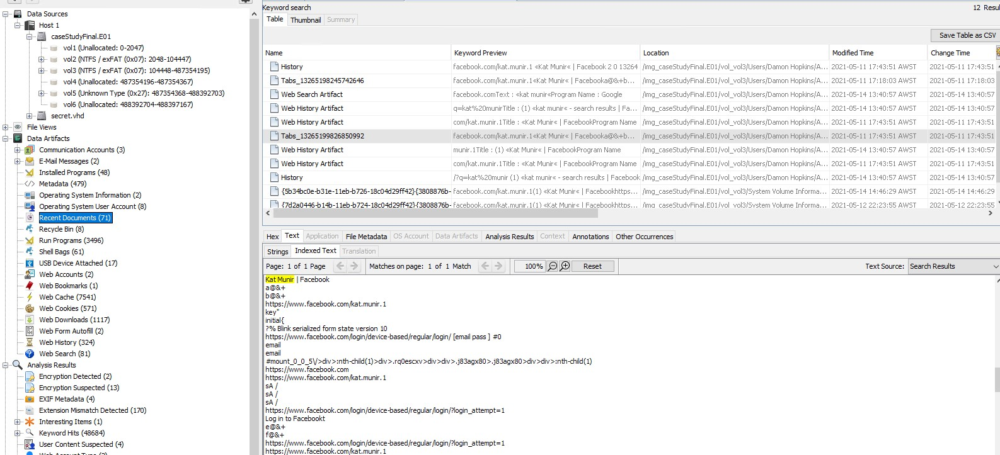 Data Sources
Host 1
caseStudyFinal.E01
vol1 (Unallocated: 0-2047)
vol2 (NTFS / exFAT (0x07): 2048-104447)
vol3 (NTFS / exFAT (0x07): 104448-487354195)
vol4 (Unallocated: 487354196-487354367)
vol5 (Unknown Type (0x27): 487354368-488392703)
vol6 (Unallocated: 488392704-488397167)
secret.vhd
File Views
Data Artifacts
Communication Accounts (3)
E-Mail Messages (2)
Installed Programs (48)
Metadata (479)
Operating System Information (2)
Operating System User Account (8)
Recent Documents (71)
Recycle Bin (8)
Run Programs (3496)
Shell Bags (61)
USB Device Attached (17)
Web Accounts (2)
Web Bookmarks (1)
Web Cache (7541)
Web Cookies (571)
Web Downloads (1117)
Web Form Autofill (2)
Web History (324)
Web Search (81)
Analysis Results
Encryption Detected (2)
Encryption Suspected (13)
EXIF Metadata (4)
Extension Mismatch Detected (170)
Interesting Items (1)
Keyword Hits (48684)
User Content Suspected (4)
Keyword search 12 Resul
Table Thumbnail Summary
Save Table as CSV
Name Keyword Preview Location Modified Time Change Time
History facebook.com/kat.munir.1 «Kat Munir« | Facebook 2 0 13264 /img_caseStudyFinal.E01/vol_vol3/Users/Damon Hopkins/A... 2021-05-11 17:43:51 AWST 2021-05-11 17:43:51
Tabs_13265198245742646 facebook.com/kat.munir.1«Kat Munir« | Facebooka@&+b... /img_caseStudyFinal.E01/vol_vol3/Users/Damon Hopkins/A... 2021-05-11 17:18:03 AWST 2021-05-11 17:18:03
Web Search Artifact facebook.comText : «kat munir«Program Name : Google /img_caseStudyFinal.E01/vol_vol3/Users/Damon Hopkins/A... 2021-05-14 13:40:57 AWST 2021-05-14 13:40:57
Web History Artifact q=kat%20munirTitle : (1) «kat munir« - search results | Fa... /img_caseStudyFinal.E01/vol_vol3/Users/Damon Hopkins/A... 2021-05-14 13:40:57 AWST 2021-05-14 13:40:57
Web History Artifact com/kat.munir.1Title : «Kat Munir« | FacebookProgram Name /img_caseStudyFinal.E01/vol_vol3/Users/Damon Hopkins/A... 2021-05-11 17:43:51 AWST 2021-05-11 17:43:51
Tabs_13265199826850992 facebook.com/kat.munir.1«Kat Munir« | Facebooka@&+b... /img_caseStudyFinal.E01/vol_vol3/Users/Damon Hopkins/A... 2021-05-11 17:43:51 AWST 2021-05-11 17:43:51
Web History Artifact munir.1Title : (1) «Kat Munir« | FacebookProgram Name /img_caseStudyFinal.E01/vol_vol3/Users/Damon Hopkins/A... 2021-05-14 13:40:57 AWST 2021-05-14 13:40:57
Web History Artifact com/kat.munir.1Title : «Kat Munir« | FacebookProgram Name /img_caseStudyFinal.E01/vol_vol3/Users/Damon Hopkins/A... 2021-05-14 13:40:57 AWST 2021-05-14 13:40:57
History /?q=kat%20munir (1) «kat munir« - search results | Facebook /img_caseStudyFinal.E01/vol_vol3/Users/Damon Hopkins/A... 2021-05-14 13:40:57 AWST 2021-05-14 13:40:57
{5b34bc0e-b31e-11eb-b726-18c04d29ff42}{3808876b- facebook.com/kat.munir.1(1) «Kat Munir« | Facebookhttps... /img_caseStudyFinal.E01/vol_vol3/System Volume Informa... 2021-05-14 14:46:29 AWST 2021-05-14 14:46:29
{7d2a0446-b14b-11eb-b724-18c04d29ff42}{3808876b- facebook.com/kat.munir.1(1) «Kat Munir« | Facebookhttps... /img_caseStudyFinal.E01/vol_vol3/System Volume Informa... 2021-05-12 22:23:55 AWST 2021-05-12 22:23:55
Hex Text Application File Metadata OS Account Data Artifacts Analysis Results Context Annotations Other Occurrences
Strings Indexed Text Translation
Page: 1 of 1 Page Matches on page: 1 of 1 Match 100% Reset Text Source: Search Results
Kat Munir | Facebook
a@&+
b@&+
https://www.facebook.com/kat.munir.1
key"
initial{
?% Blink serialized form state version 10
https://www.facebook.com/login/device-based/regular/login/ [email pass ] #0
email
email
#mount_0_0_5\/>div>:nth-child(1)>div>.rq0escxv>div>div>.j83agx80>.j83agx80>div>div>:nth-child(1)
https://www.facebook.com
https://www.facebook.com/kat.munir.1
sA /
sA /
sA /
https://www.facebook.com/login/device-based/regular/login/?login_attempt=1
Log in to Facebookt
e@&+
f@&+
https://www.facebook.com/login/device-based/regular/login/?login_attempt=1
https://www.facebook.com/kat.munir.1